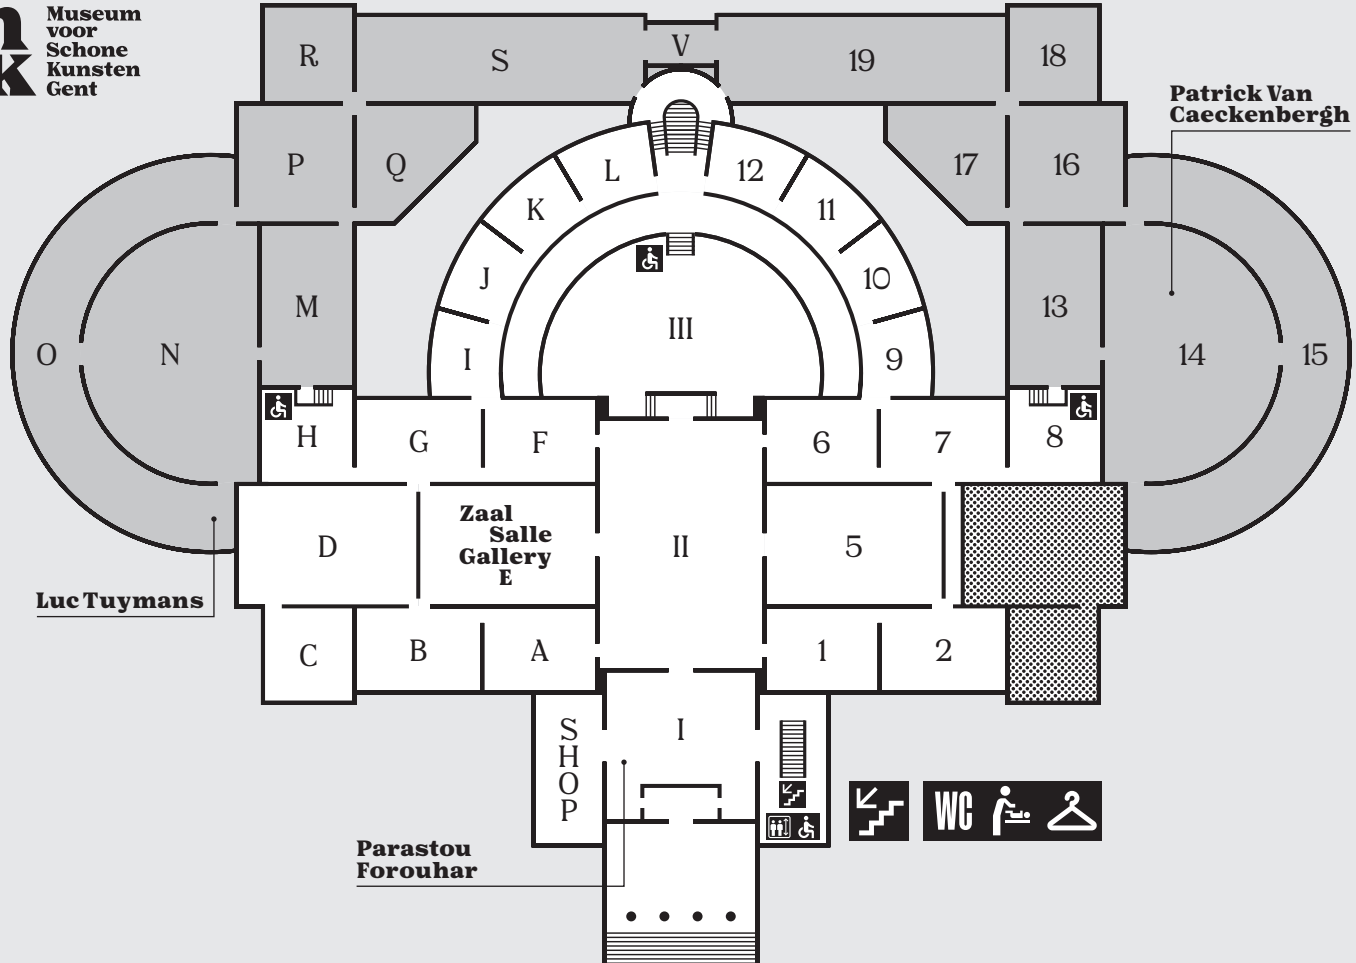 Museum
voor
Schone
Kunsten
Gent
k
R
S
V
19
18
Patrick Van
Caeckenbergh
P
Q
L
12
17
16
K
11
J
10
M
III
13
O
N
I
9
14
15
H
G
F
6
7
8
D
Zaal
Salle
Gallery
E
II
5
Luc Tuymans
C
B
A
1
2
SHOP
I
WC
Parastou
Forouhar